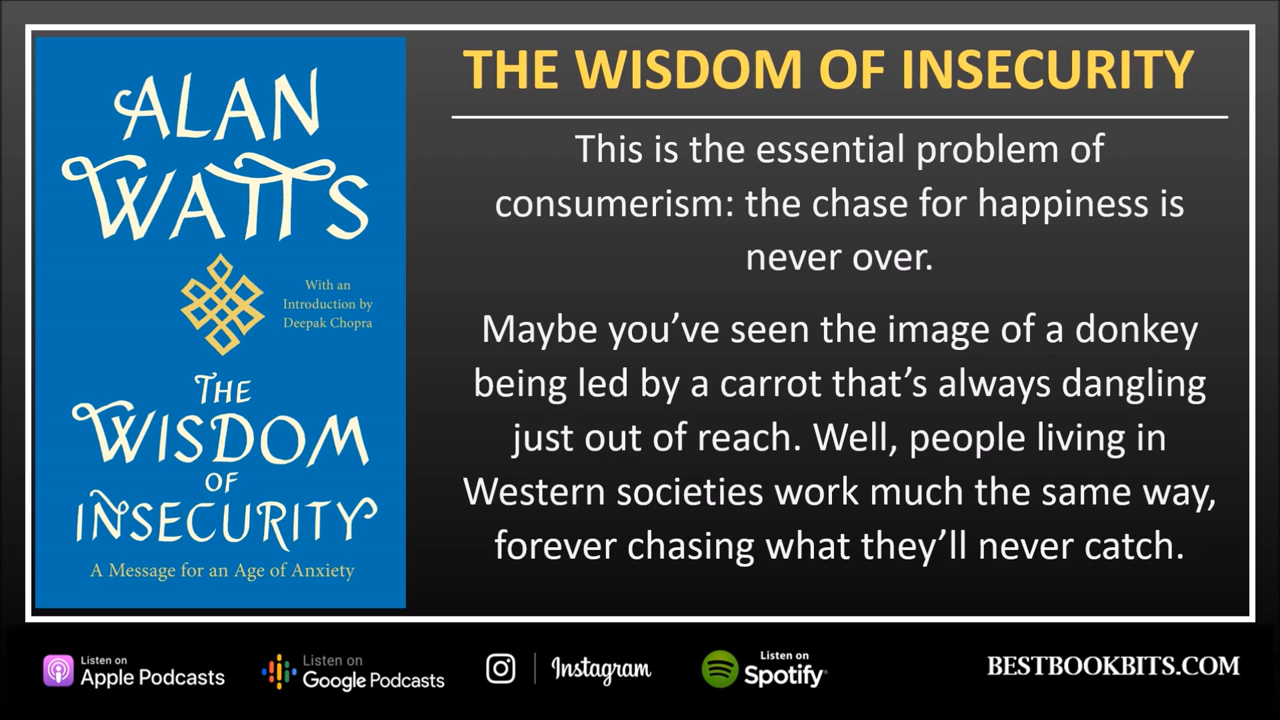 ALAN
WATTS
With an
Introduction by
Deepak Chopra
THE
WISDOM
OF
INSECURITY
A Message for an Age of Anxiety
THE WISDOM OF INSECURITY
This is the essential problem of
consumerism: the chase for happiness is
never over.
Maybe you’ve seen the image of a donkey
being led by a carrot that’s always dangling
just out of reach. Well, people living in
Western societies work much the same way,
forever chasing what they’ll never catch.
Listen on
Apple Podcasts
Listen on
Google Podcasts
Instagram
Listen on
Spotify
BESTBOOKBITS.COM